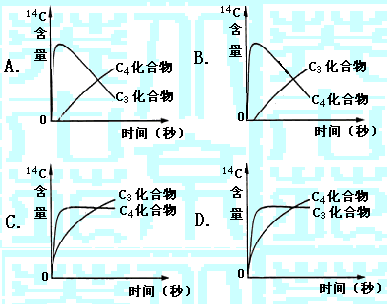 A.
¹⁴C
含
量
C₄化合物
C₃化合物
0
时间(秒)
B.
¹⁴C
含
量
C₃化合物
C₄化合物
0
时间(秒)
C.
¹⁴C
含
量
C₃化合物
C₄化合物
0
时间(秒)
D.
¹⁴C
含
量
C₄化合物
C₃化合物
0
时间(秒)